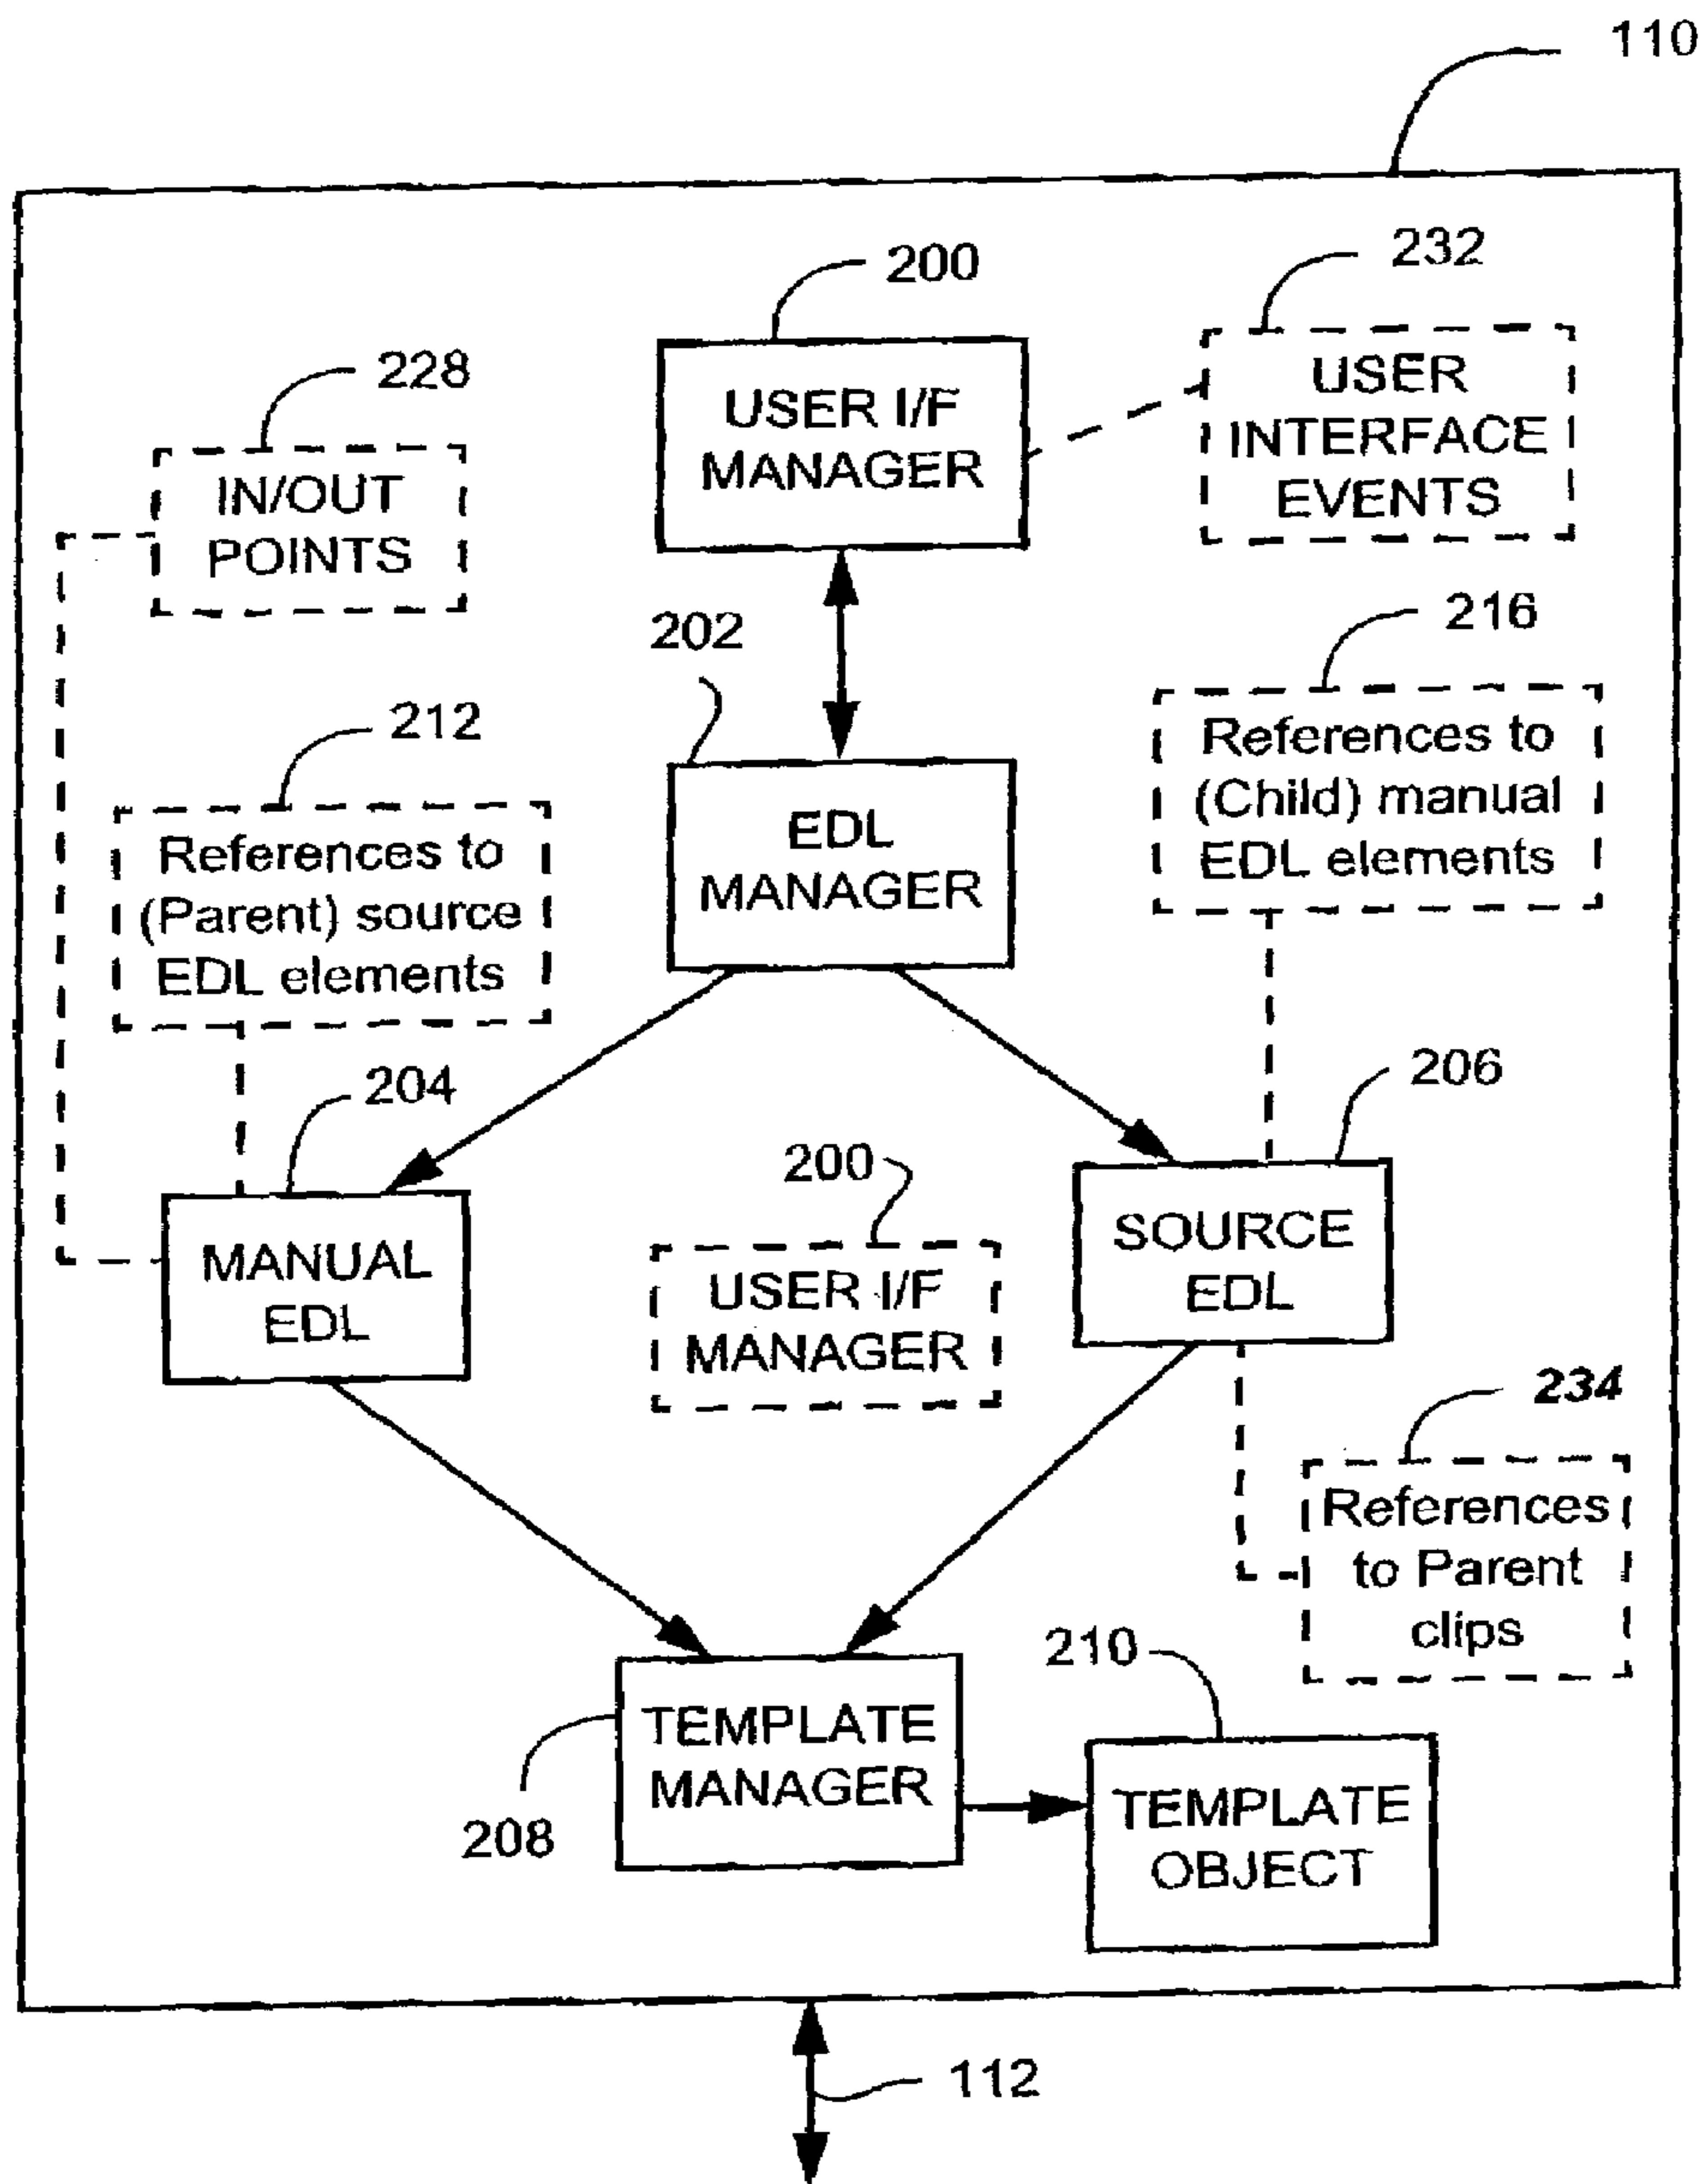 110
200
232
USER I/F
MANAGER
USER
INTERFACE
EVENTS
228
IN/OUT
POINTS
202
216
References to
(Child) manual
EDL elements
212
References to
(Parent) source
EDL elements
EDL
MANAGER
204
206
200
MANUAL
EDL
USER I/F
MANAGER
SOURCE
EDL
234
References
to Parent
clips
210
TEMPLATE
MANAGER
208
TEMPLATE
OBJECT
112